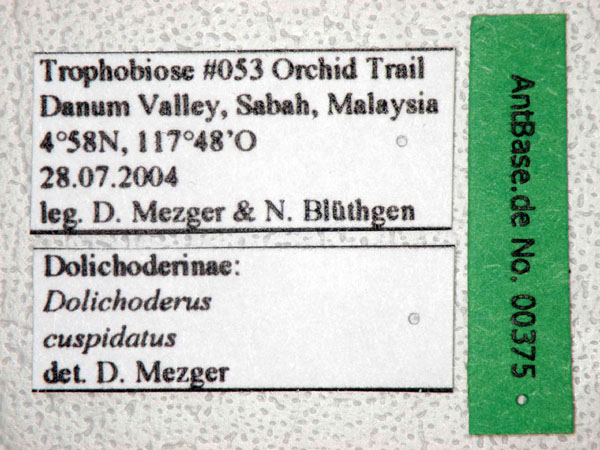 Trophobiose #053 Orchid Trail
Danum Valley, Sabah, Malaysia
4°58N, 117°48'O
28.07.2004
leg. D. Mezger & N. Blüthgen
Dolichoderinae:
Dolichoderus
cuspidatus
det. D. Mezger
AntBase.de No. 00375